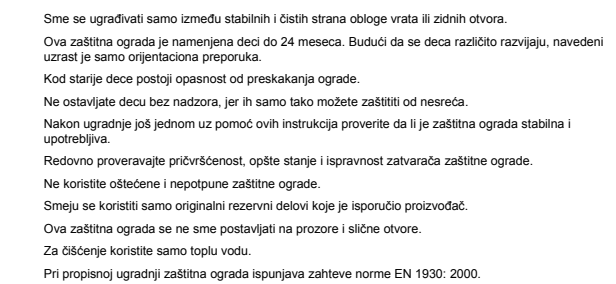 Sme se ugrađivati samo između stabilnih i čistih strana obloge vrata ili zidnih otvora.
Ova zaštitna ograda je namenjena deci do 24 meseca. Budući da se deca različito razvijaju, navedeni
uzrast je samo orijentaciona preporuka.
Kod starije dece postoji opasnost od preskakanja ograde.
Ne ostavljate decu bez nadzora, jer ih samo tako možete zaštititi od nesreća.
Nakon ugradnje još jednom uz pomoć ovih instrukcija proverite da li je zaštitna ograda stabilna i
upotrebljiva.
Redovno proveravajte pričvršćenost, opšte stanje i ispravnost zatvarača zaštitne ograde.
Ne koristite oštećene i nepotpune zaštitne ograde.
Smeju se koristiti samo originalni rezervni delovi koje je isporučio proizvođač.
Ova zaštitna ograda se ne sme postavljati na prozore i slične otvore.
Za čišćenje koristite samo toplu vodu.
Pri propisnoj ugradnji zaštitna ograda ispunjava zahteve norme EN 1930: 2000.